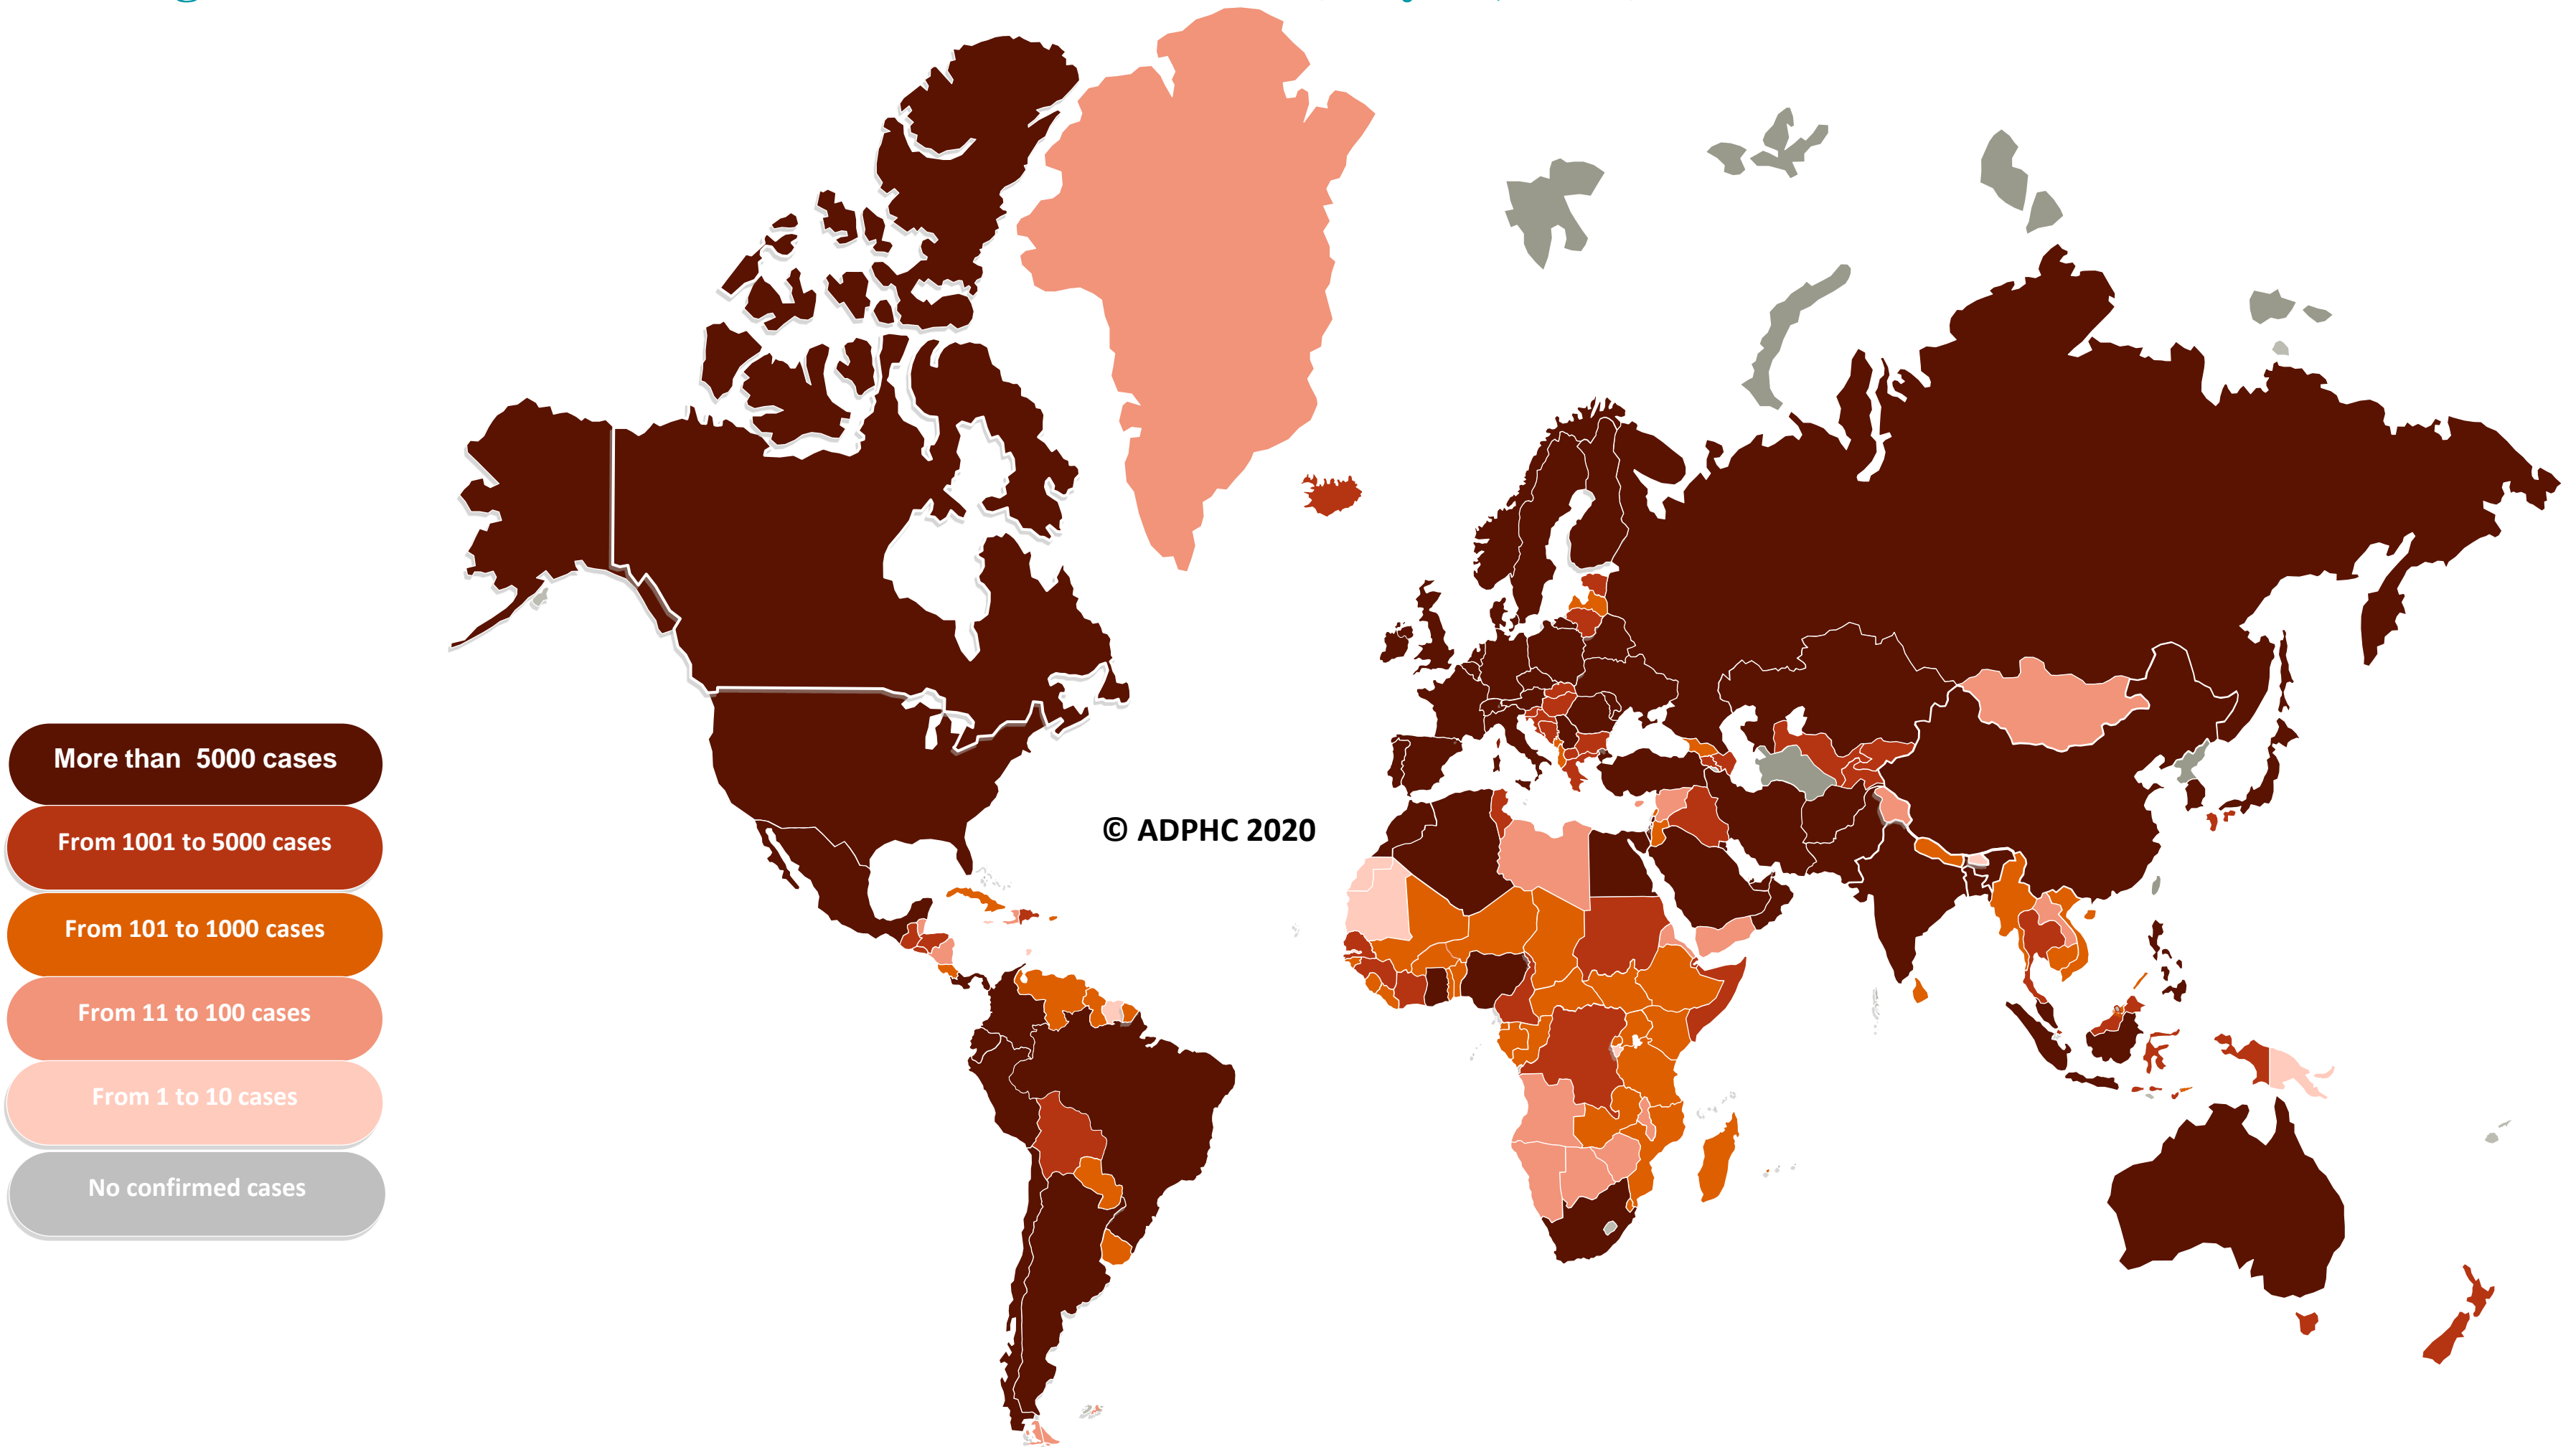 More than  5000 cases
© ADPHC 2020
From 1001 to 5000 cases
From 101 to 1000 cases
From 11 to 100 cases
From 1 to 10 cases
No confirmed cases